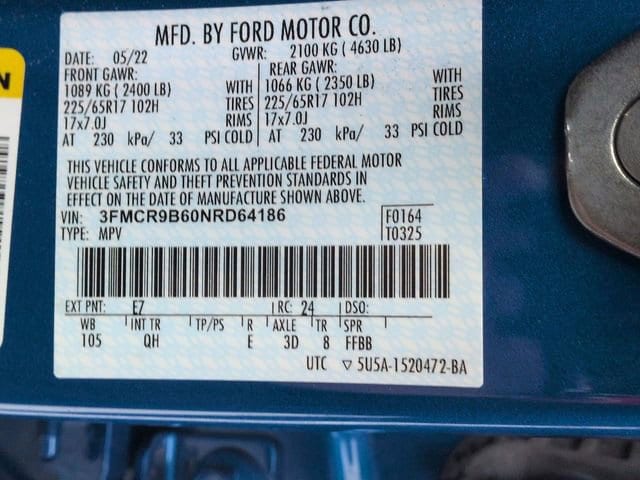 MFD. BY FORD MOTOR CO.
DATE: 05/22 GVWR: 2100 KG ( 4630 LB)
FRONT GAWR: REAR GAWR:
1089 KG ( 2400 LB) WITH 1066 KG ( 2350 LB) WITH
225/65R17 102H TIRES 225/65R17 102H TIRES
17x7.0J RIMS 17x7.0J RIMS
AT 230 kPa/ 33 PSI COLD AT 230 kPa/ 33 PSI COLD
THIS VEHICLE CONFORMS TO ALL APPLICABLE FEDERAL MOTOR
VEHICLE SAFETY AND THEFT PREVENTION STANDARDS IN
EFFECT ON THE DATE OF MANUFACTURE SHOWN ABOVE.
VIN: 3FMCR9B60NRD64186 F0164
TYPE: MPV T0325
EXT PNT: E7 RC: 24 DSO:
WB INT TR TP/PS R AXLE TR SPR
105 QH E 3D 8 FFBB
UTC ▽ 5U5A-1520472-BA
N